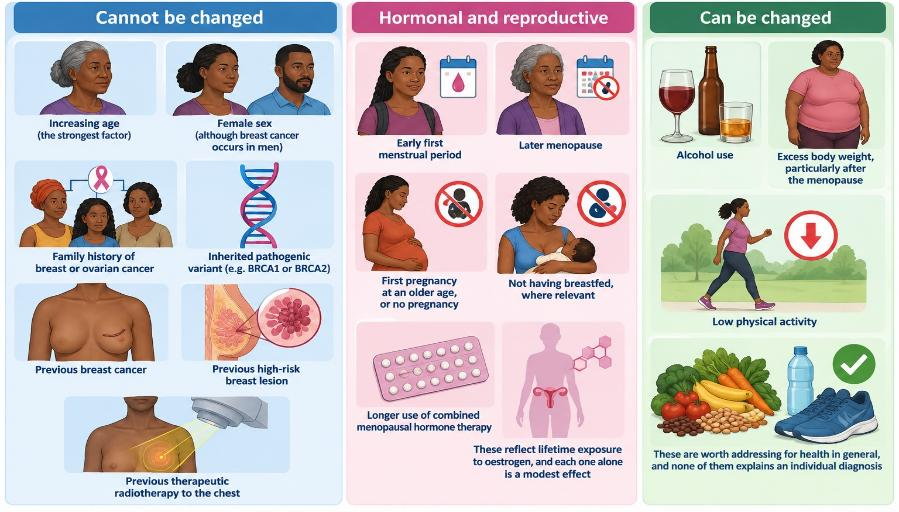 Cannot be changed
Increasing age
(the strongest factor)
Female sex
(although breast cancer
occurs in men)
Family history of
breast or ovarian cancer
Inherited pathogenic
variant (e.g. BRCA1 or BRCA2)
Previous breast cancer
Previous high-risk
breast lesion
Previous therapeutic
radiotherapy to the chest
Hormonal and reproductive
Early first
menstrual period
Later menopause
First pregnancy
at an older age,
or no pregnancy
Not having breastfed,
where relevant
Longer use of combined
menopausal hormone therapy
These reflect lifetime exposure
to oestrogen, and each one alone
is a modest effect
Can be changed
Alcohol use
Excess body weight,
particularly after
the menopause
Low physical activity
These are worth addressing for health in general,
and none of them explains an individual diagnosis